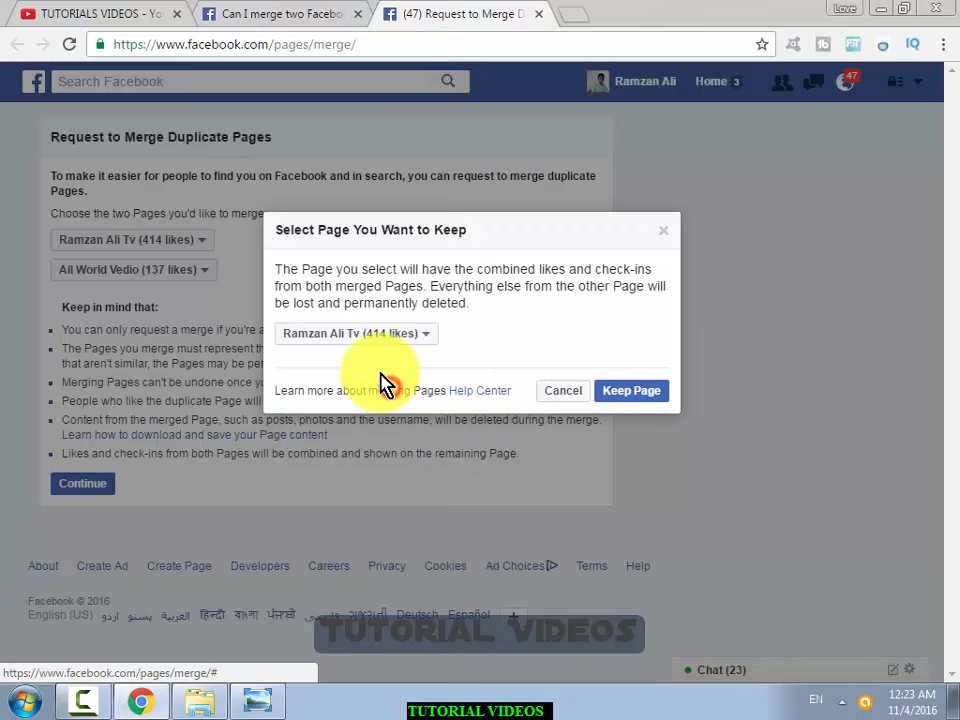 TUTORIALS VIDEOS - Yo
Can I merge two Facebo
(47) Request to Merge D
Love
https://www.facebook.com/pages/merge/
Search Facebook
Ramzan Ali
Home 3
47
Request to Merge Duplicate Pages
To make it easier for people to find you on Facebook and in search, you can request to merge duplicate
Pages.
Choose the two Pages you'd like to merge
Ramzan Ali Tv (414 likes)
All World Vedio (137 likes)
Keep in mind that:
You can only request a merge if you're a
The Pages you merge must represent th
that aren't similar, the Pages may be pe
Merging Pages can't be undone once yo
People who like the duplicate Page will
Content from the merged Page, such as posts, photos and the username, will be deleted during the merge.
Learn how to download and save your Page content
Likes and check-ins from both Pages will be combined and shown on the remaining Page.
Continue
Select Page You Want to Keep
The Page you select will have the combined likes and check-ins
from both merged Pages. Everything else from the other Page will
be lost and permanently deleted.
Ramzan Ali Tv (414 likes)
Learn more about merging Pages Help Center
Cancel
Keep Page
About Create Ad Create Page Developers Careers Privacy Cookies Ad Choices Terms Help
Facebook © 2016
English (US) اردو پښتو العربية हिन्दी বাংলা ਪੰਜਾਬੀ فارسی ગુજરાતી Deutsch Español
TUTORIAL VIDEOS
Chat (23)
https://www.facebook.com/pages/merge/#
EN
12:23 AM
11/4/2016
TUTORIAL VIDEOS